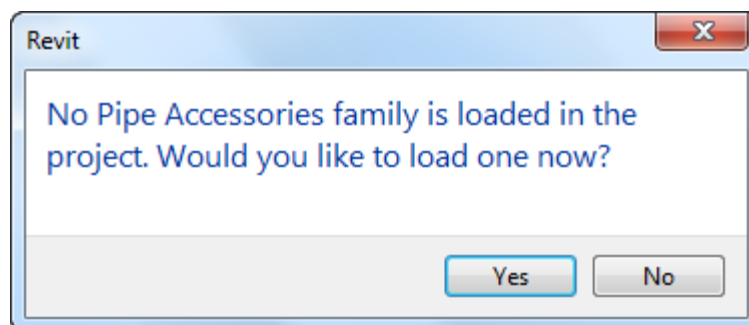 Revit
No Pipe Accessories family is loaded in the
project. Would you like to load one now?
Yes No